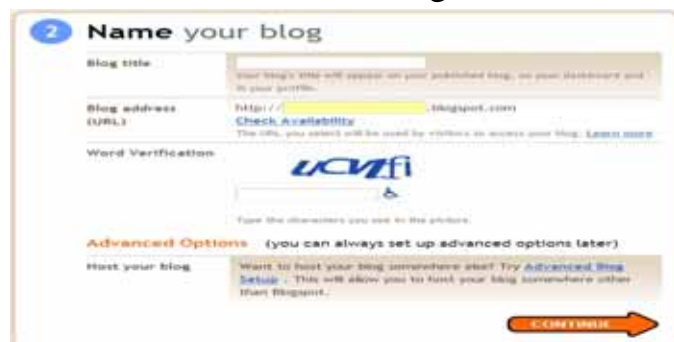 2 Name your blog
Blog title
Your blog's title will appear on your published blog, on your dashboard and
in your profile.
Blog address
(URL)
http:// .blogspot.com
Check Availability
The URL you select will be used by visitors to access your blog. Learn more
Word Verification
Type the characters you see in the picture.
Advanced Options (you can always set up advanced options later)
Host your blog
Want to host your blog somewhere else? Try Advanced Blog
Setup . This will allow you to host your blog somewhere other
than Blogspot.
CONTINUE